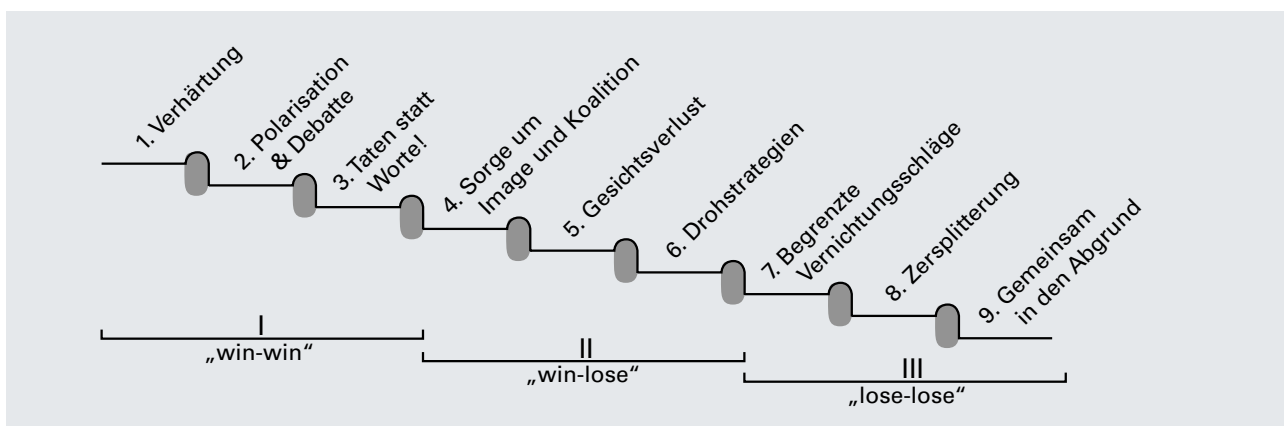 1. Verhärtung
2. Polarisation
& Debatte
3. Taten statt
Worte!
4. Sorge um
Image und Koalition
5. Gesichtsverlust
6. Drohstrategien
7. Begrenzte
Vernichtungsschläge
8. Zersplitterung
9. Gemeinsam
in den Abgrund
I
„win-win“
II
„win-lose“
III
„lose-lose“